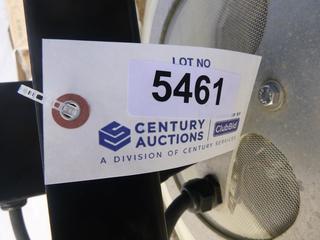 LOT NO
5461
CENTURY
AUCTIONS
ClubBid
A DIVISION OF CENTURY SERVICES